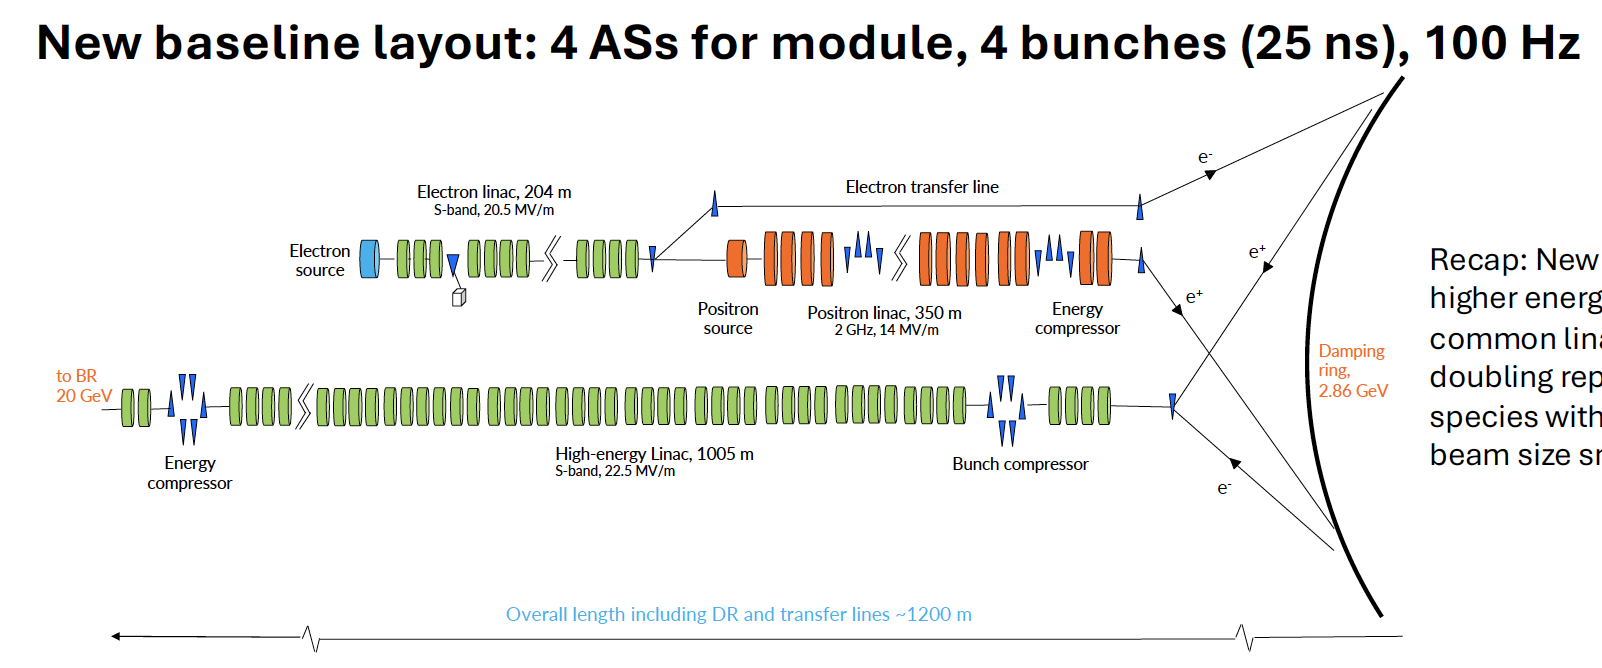 New baseline layout: 4 ASs for module, 4 bunches (25 ns), 100 Hz
Electron linac, 204 m
S-band, 20.5 MV/m
Electron
source
Electron transfer line
e-
e+
e+
Positron
source
Positron linac, 350 m
2 GHz, 14 MV/m
Energy
compressor
Damping
ring,
2.86 GeV
to BR
20 GeV
Energy
compressor
High-energy Linac, 1005 m
S-band, 22.5 MV/m
Bunch compressor
e-
Overall length including DR and transfer lines ~1200 m
Recap: New
higher energ
common lina
doubling rep
species with
beam size